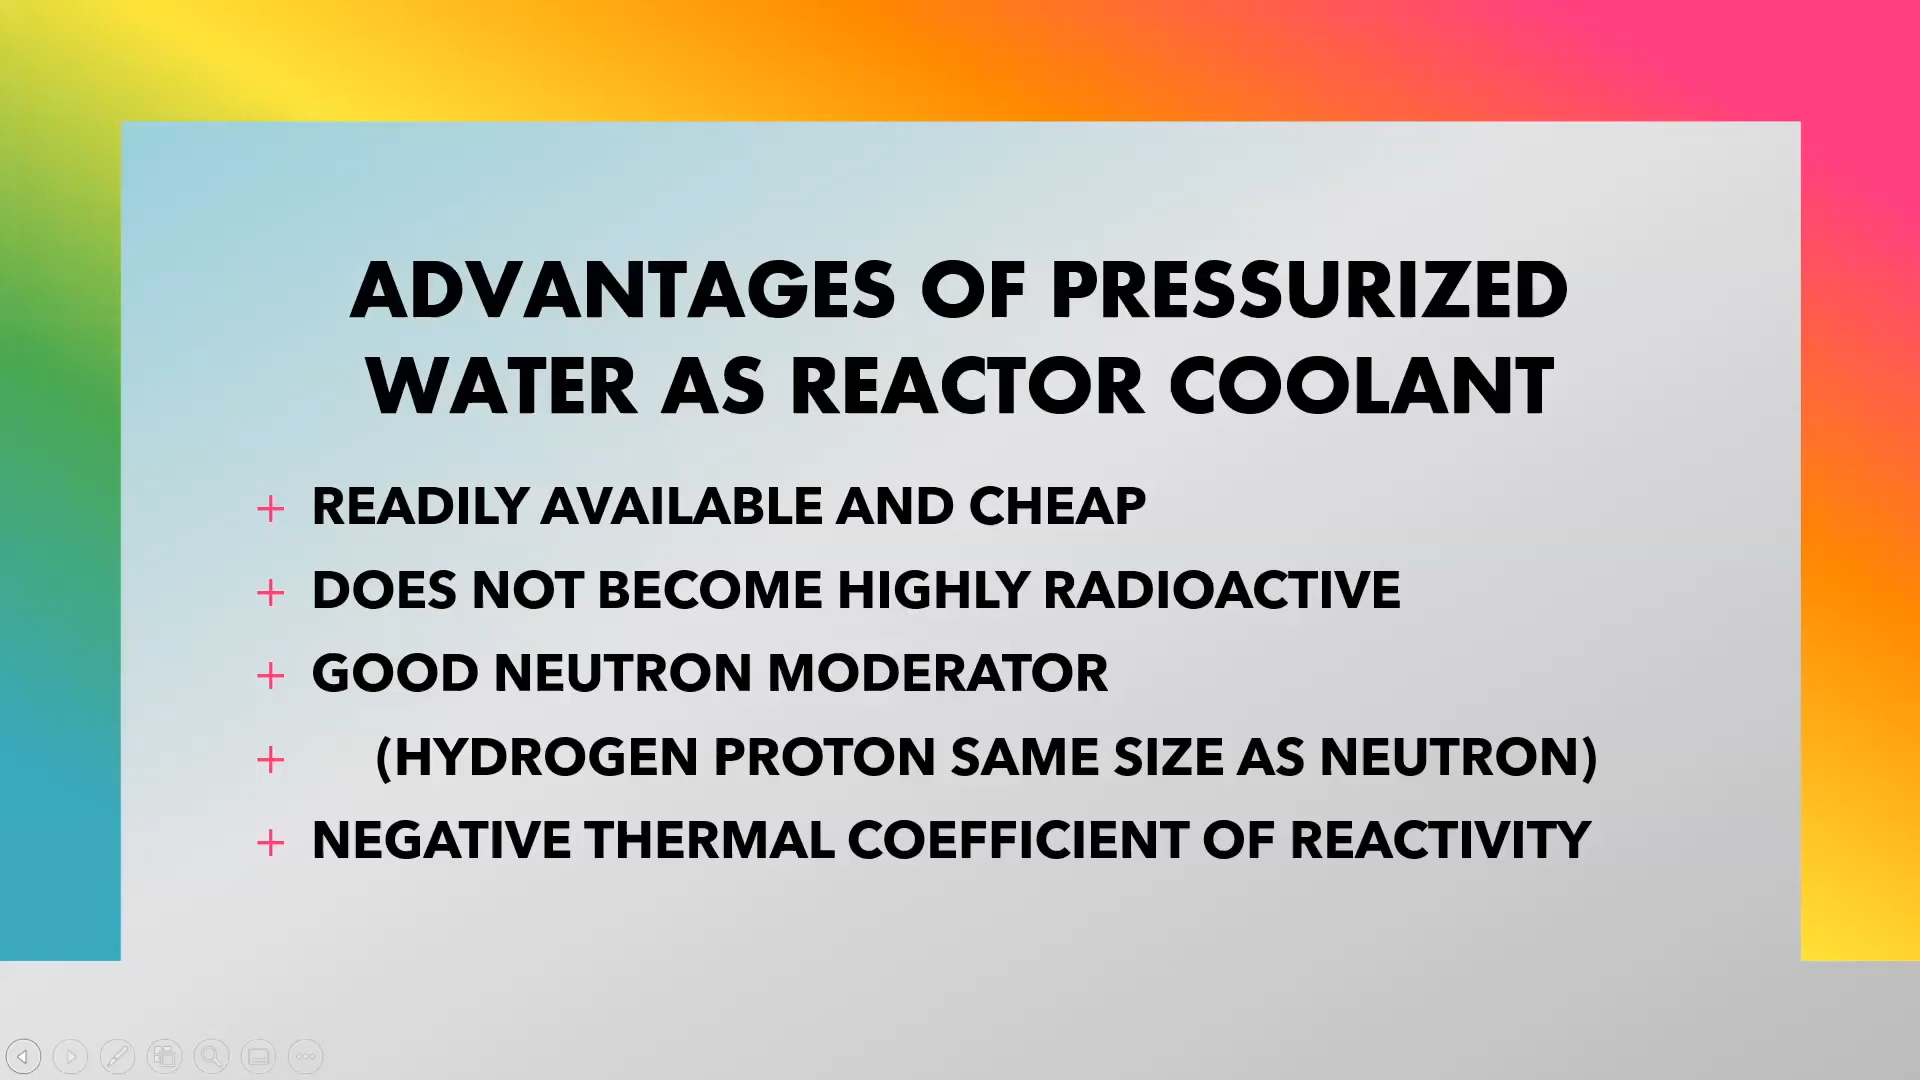 ADVANTAGES OF PRESSURIZED
WATER AS REACTOR COOLANT
+ READILY AVAILABLE AND CHEAP
+ DOES NOT BECOME HIGHLY RADIOACTIVE
+ GOOD NEUTRON MODERATOR
+ (HYDROGEN PROTON SAME SIZE AS NEUTRON)
+ NEGATIVE THERMAL COEFFICIENT OF REACTIVITY